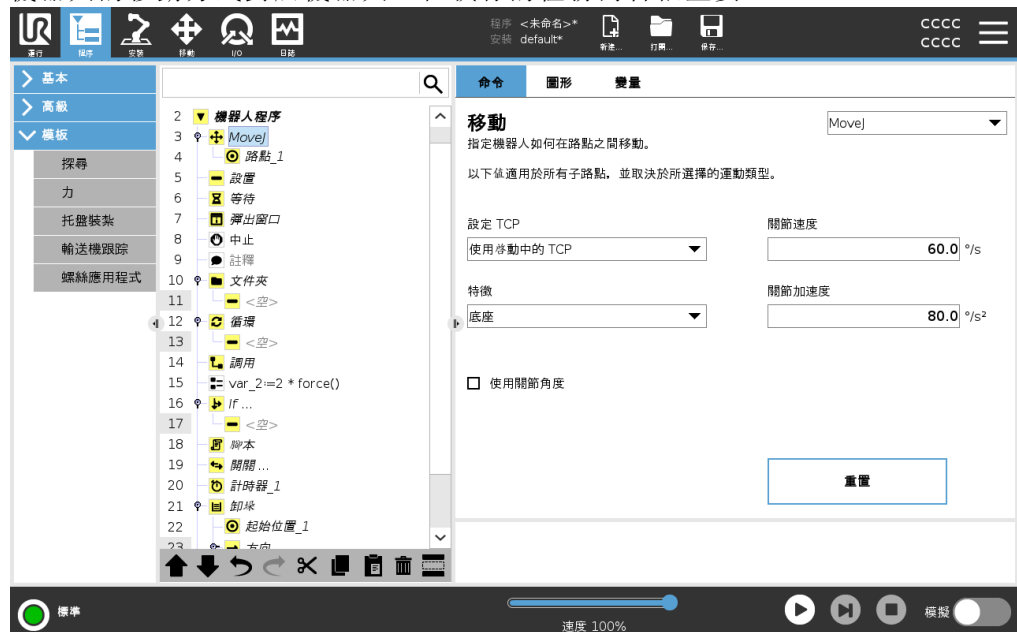 UR
運行
程序
安裝
移動
I/O
日誌
程序 <未命名>*
安裝 default*
新建...
打開...
保存...
CCCC
CCCC
基本
高級
模板
探尋
力
托盤裝紮
輸送機跟踪
螺絲應用程式
2 機器人程序
3 MoveJ
4 路點_1
5 設置
6 等待
7 彈出窗口
8 中止
9 註釋
10 文件夾
11 <空>
12 循環
13 <空>
14 調用
15 var_2≔2 * force()
16 If ...
17 <空>
18 腳本
19 開關 ...
20 計時器_1
21 卸垛
22 起始位置_1
23 方向
命令
圖形
變量
移動
MoveJ
指定機器人如何在路點之間移動。
以下值適用於所有子路點，並取決於所選擇的運動類型。
設定 TCP
關節速度
使用啓動中的 TCP
60.0 °/s
特徵
關節加速度
底座
80.0 °/s²
使用關節角度
重置
標準
速度 100%
模擬